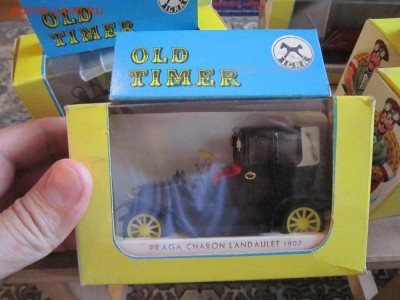 OLD
TIMER
IGRA
OLD
TIMER
PRAGA CHARON LANDAULET 1907